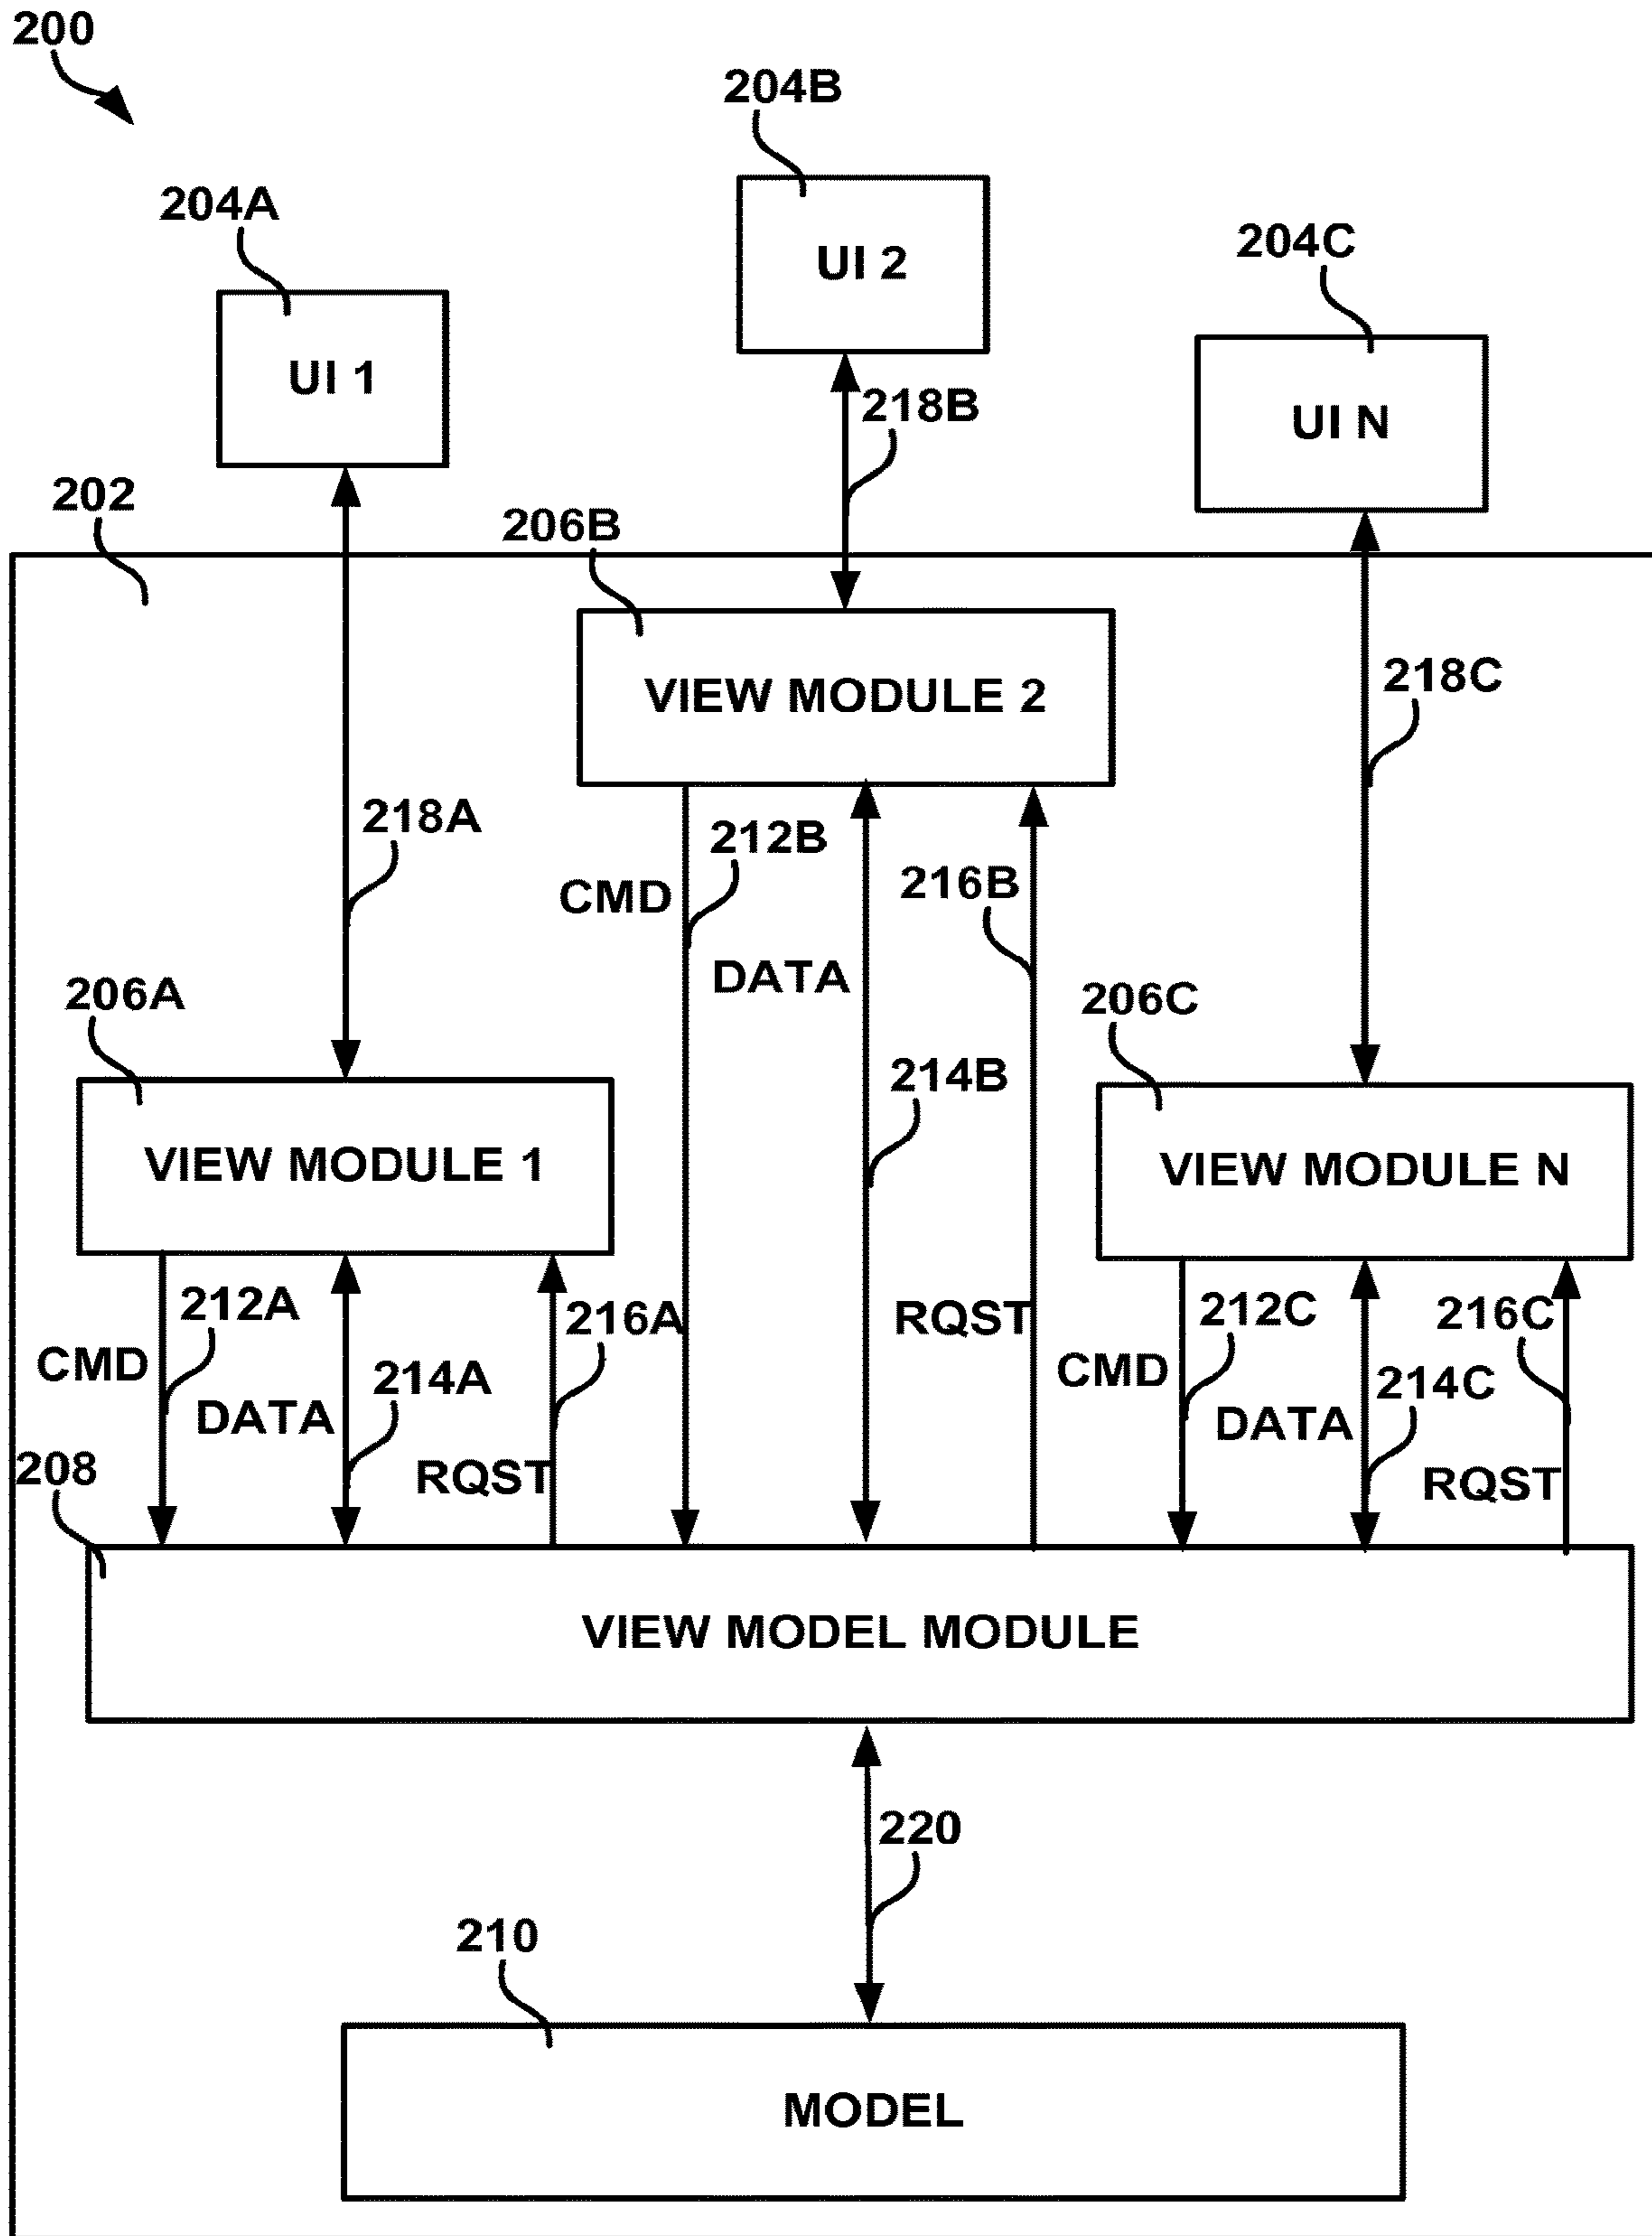 200
204B
204A
204C
UI 2
UI 1
UI N
218B
202
206B
218C
VIEW MODULE 2
218A
212B
216B
CMD
DATA
206A
206C
214B
VIEW MODULE 1
VIEW MODULE N
212A
216A
RQST
212C
216C
CMD
CMD
214A
214C
DATA
DATA
208
RQST
RQST
VIEW MODEL MODULE
220
210
MODEL